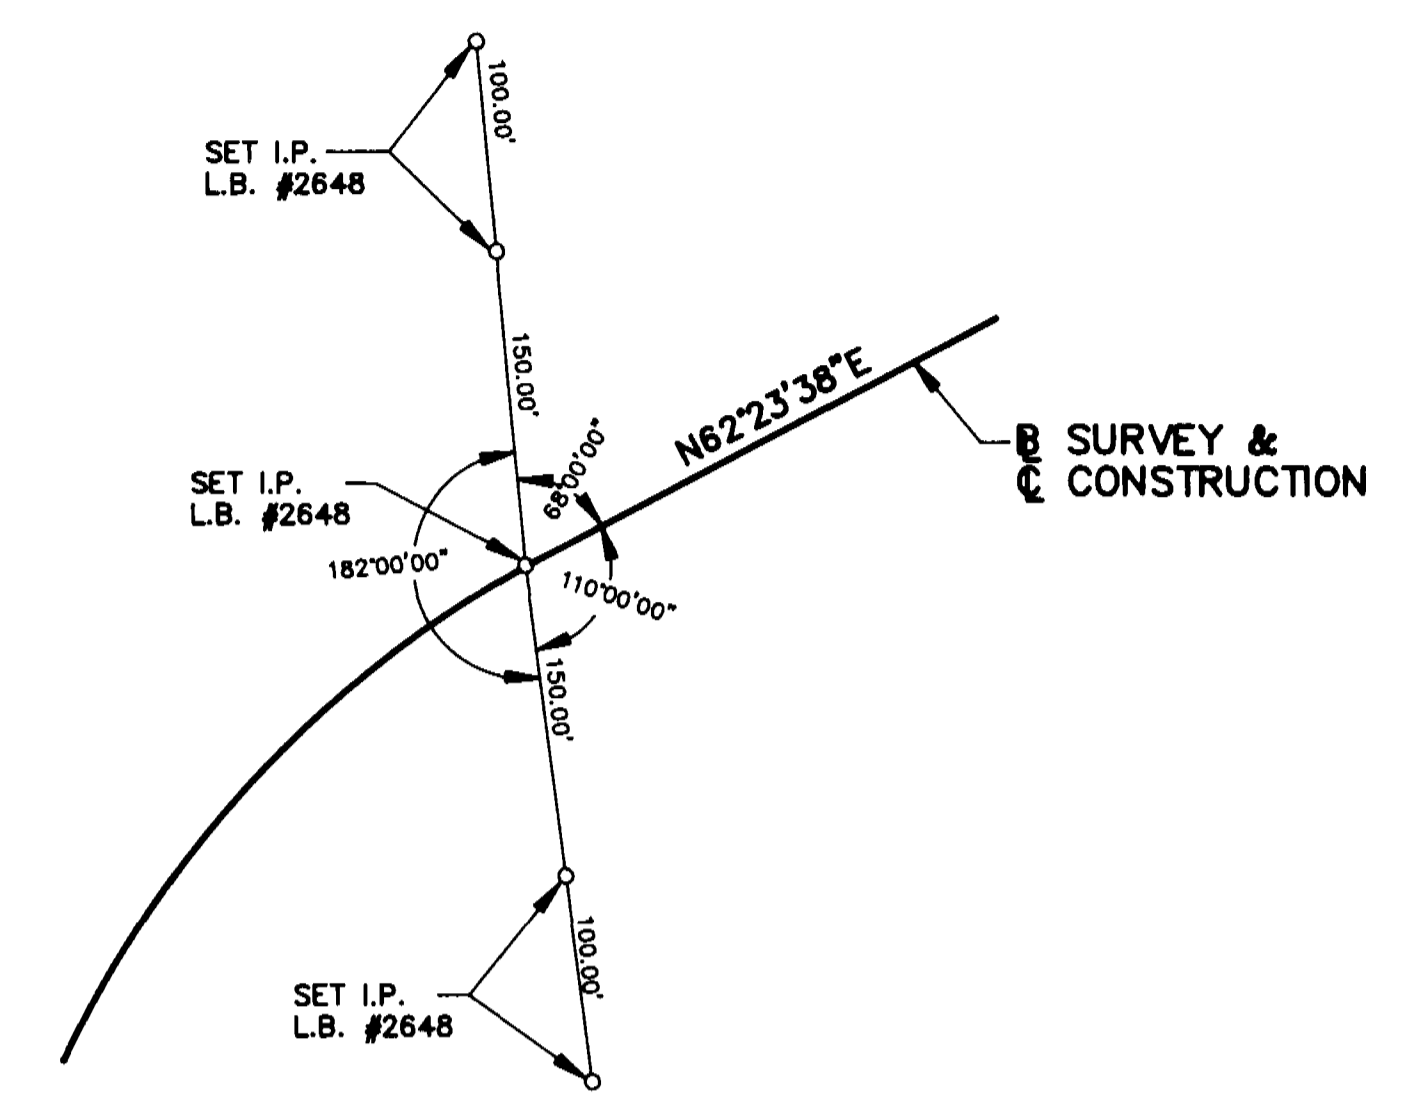 100.00'
SET I.P.
L.B. #2648
150.00'
N62°23'38"E
68°00'00"
℄ SURVEY &
℄ CONSTRUCTION
SET I.P.
L.B. #2648
182°00'00"
110°00'00"
150.00'
100.00'
SET I.P.
L.B. #2648